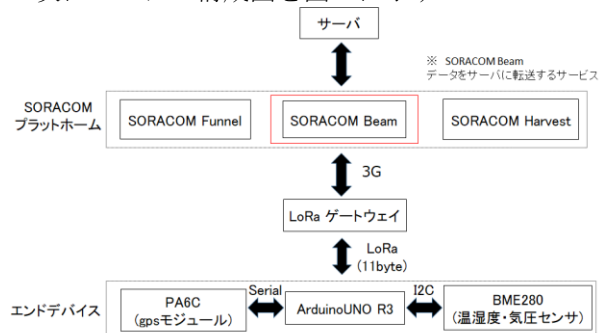 サーバ
※ SORACOM Beam
データをサーバに転送するサービス
SORACOM
プラットホーム
SORACOM Funnel
SORACOM Beam
SORACOM Harvest
3G
LoRa ゲートウェイ
LoRa
(11byte)
エンドデバイス
PA6C
(gpsモジュール)
Serial
ArduinoUNO R3
I2C
BME280
(温湿度・気圧センサ)